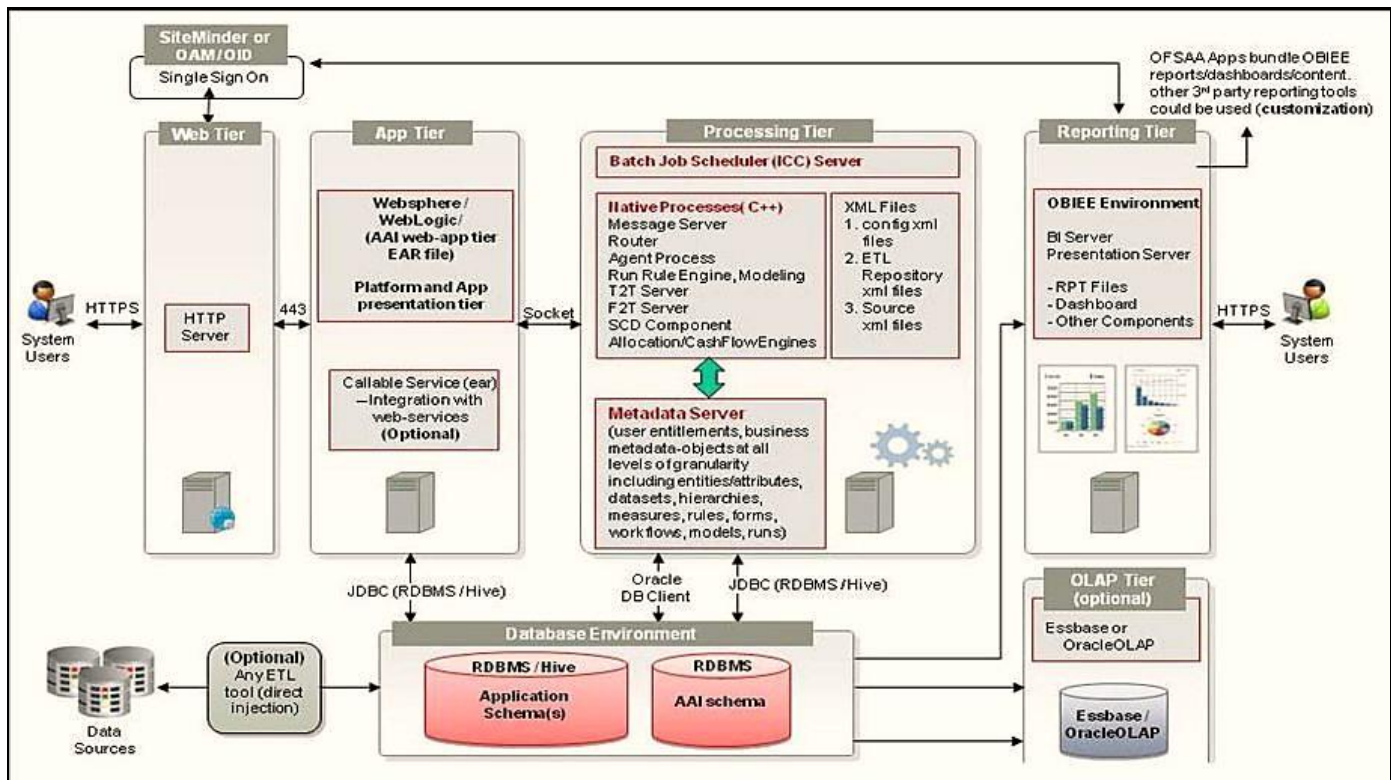 SiteMinder or
OAM/OID
Single Sign On
OFSAA Apps bundle OBIEE
reports/dashboards/content.
other 3rd party reporting tools
could be used (customization)
Web Tier
App Tier
Processing Tier
Reporting Tier
System
Users
HTTPS
HTTP
Server
443
Websphere /
WebLogic/
(AAI web-app tier
EAR file)
Platform and App
presentation tier
Callable Service (ear)
–Integration with
web-services
(Optional)
Socket
Batch Job Scheduler (ICC) Server
Native Processes( C++)
Message Server
Router
Agent Process
Run Rule Engine, Modeling
T2T Server
F2T Server
SCD Component
Allocation/CashFlowEngines
XML Files
1. config xml
files
2. ETL
Repository
xml files
3. Source
xml files
Metadata Server
(user entitlements, business
metadata-objects at all
levels of granularity
including entities/attributes,
datasets, hierarchies,
measures, rules, forms,
workflows, models, runs)
OBIEE Environment
BI Server
Presentation Server
- RPT Files
- Dashboard
- Other Components
HTTPS
System
Users
JDBC (RDBMS /Hive)
Oracle
DB Client
JDBC (RDBMS /Hive)
Data
Sources
(Optional)
Any ETL
tool (direct
injection)
Database Environment
RDBMS / Hive
Application
Schema(s)
RDBMS
AAI schema
OLAP Tier
(optional)
Essbase or
OracleOLAP
Essbase /
OracleOLAP